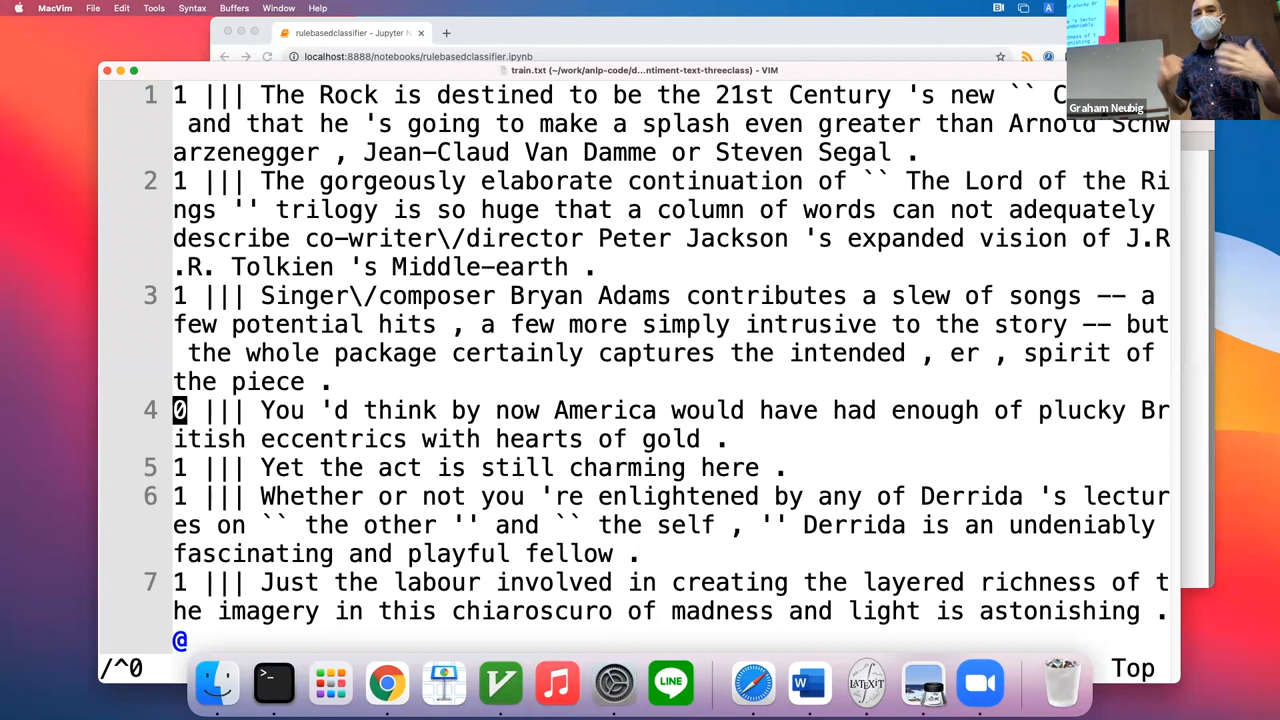 MacVim File Edit Tools Syntax Buffers Window Help
rulebasedclassifier - Jupyter N
localhost:8888/notebooks/rulebasedclassifier.ipynb
train.txt (~/work/anlp-code/d...ntiment-text-threeclass) - VIM
Graham Neubig
1 1 ||| The Rock is destined to be the 21st Century 's new `` C
and that he 's going to make a splash even greater than Arnold Schw
arzenegger , Jean-Claud Van Damme or Steven Segal .
2 1 ||| The gorgeously elaborate continuation of `` The Lord of the Ri
ngs '' trilogy is so huge that a column of words can not adequately
describe co-writer\/director Peter Jackson 's expanded vision of J.R
.R. Tolkien 's Middle-earth .
3 1 ||| Singer\/composer Bryan Adams contributes a slew of songs -- a
few potential hits , a few more simply intrusive to the story -- but
the whole package certainly captures the intended , er , spirit of
the piece .
4 0 ||| You 'd think by now America would have had enough of plucky Br
itish eccentrics with hearts of gold .
5 1 ||| Yet the act is still charming here .
6 1 ||| Whether or not you 're enlightened by any of Derrida 's lectur
es on `` the other '' and `` the self , '' Derrida is an undeniably
fascinating and playful fellow .
7 1 ||| Just the labour involved in creating the layered richness of t
he imagery in this chiaroscuro of madness and light is astonishing .
@
/^0 Top
LINE
W
LATEXiT